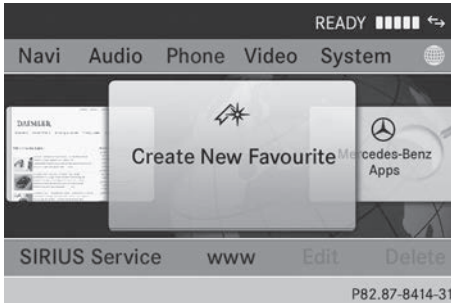 READY
Navi Audio Phone Video System
DAIMLER
Create New Favourite
Mercedes-Benz
Apps
SIRIUS Service www Edit Delete
P82.87-8414-31